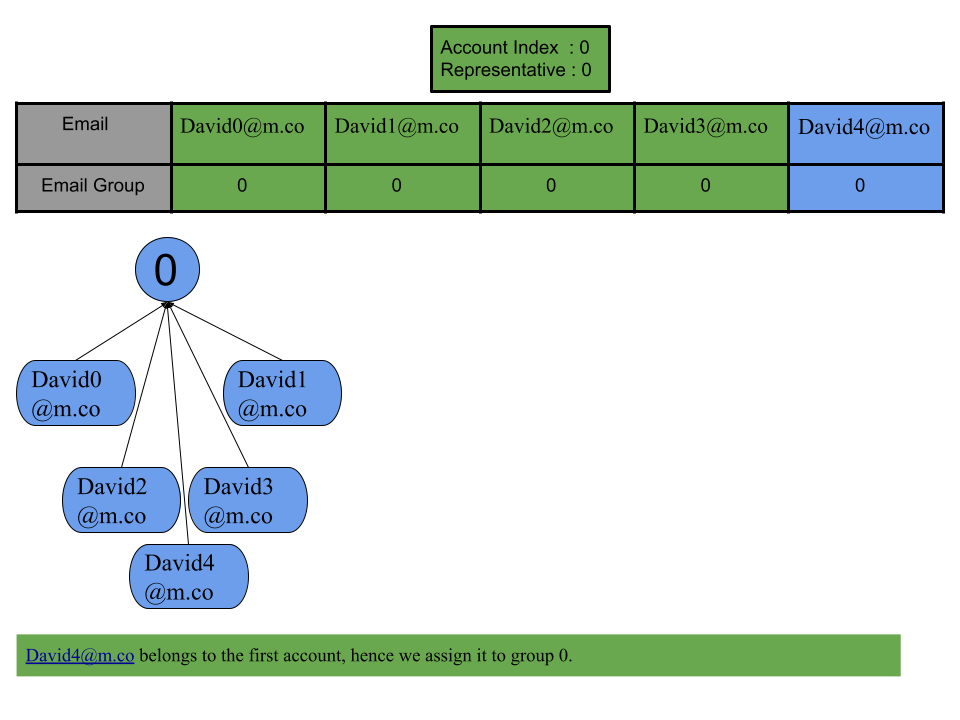 Account Index : 0
Representative : 0
Email David0@m.co David1@m.co David2@m.co David3@m.co David4@m.co
Email Group 0 0 0 0 0
0
David0
@m.co
David1
@m.co
David2
@m.co
David3
@m.co
David4
@m.co
David4@m.co belongs to the first account, hence we assign it to group 0.